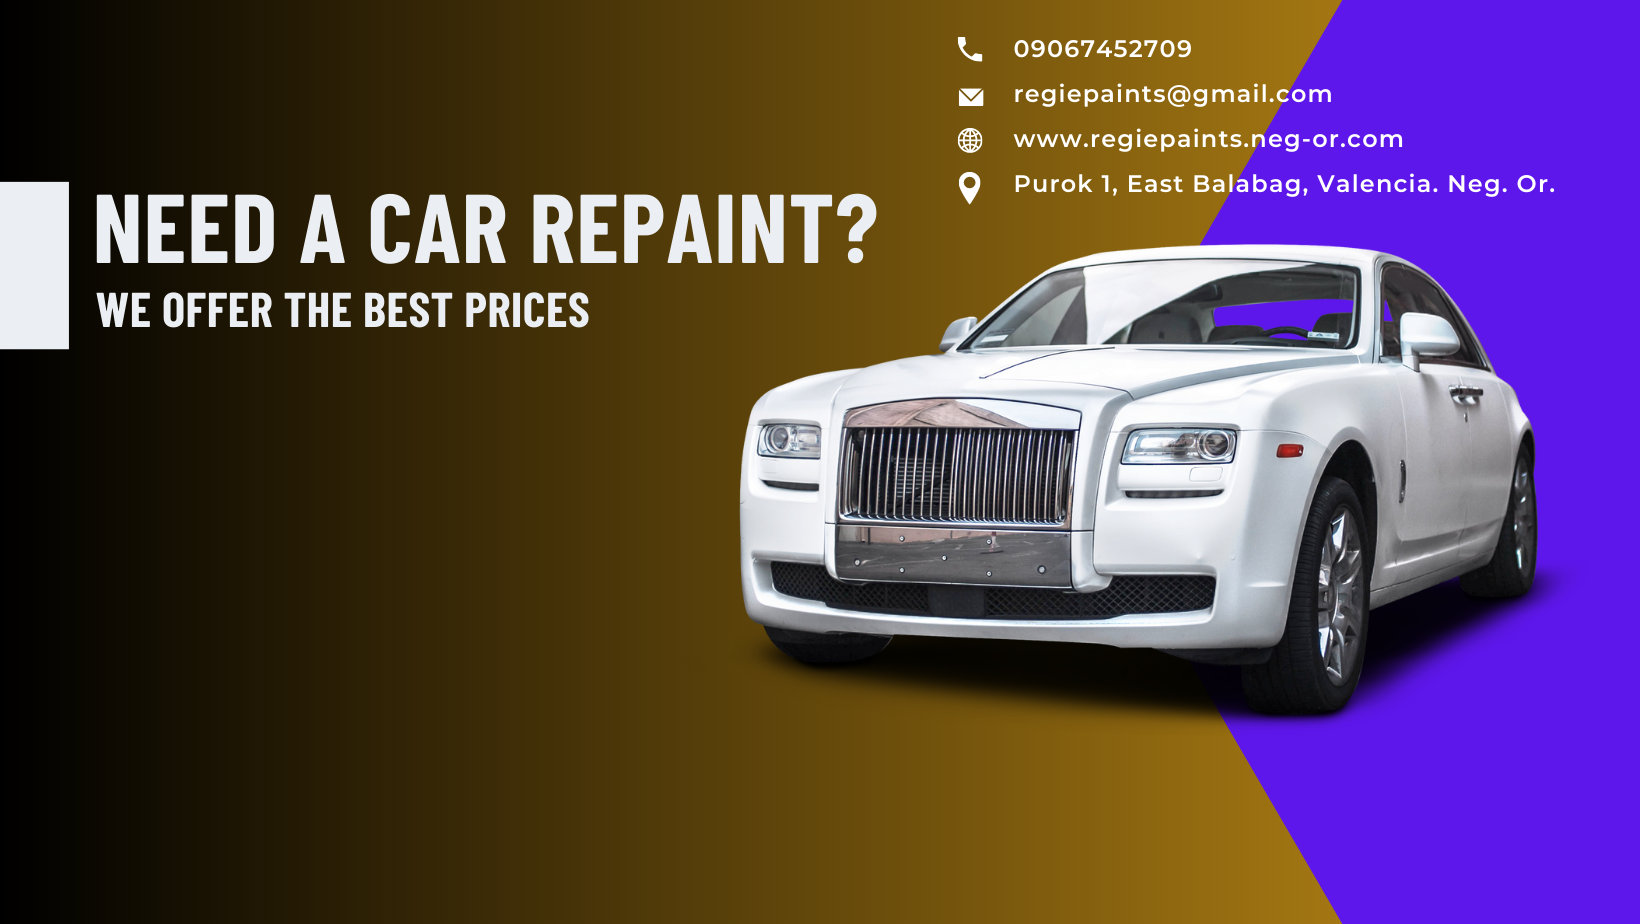 09067452709
regiepaints@gmail.com
www.regiepaints.neg-or.com
Purok 1, East Balabag, Valencia. Neg. Or.
NEED A CAR REPAINT?
WE OFFER THE BEST PRICES